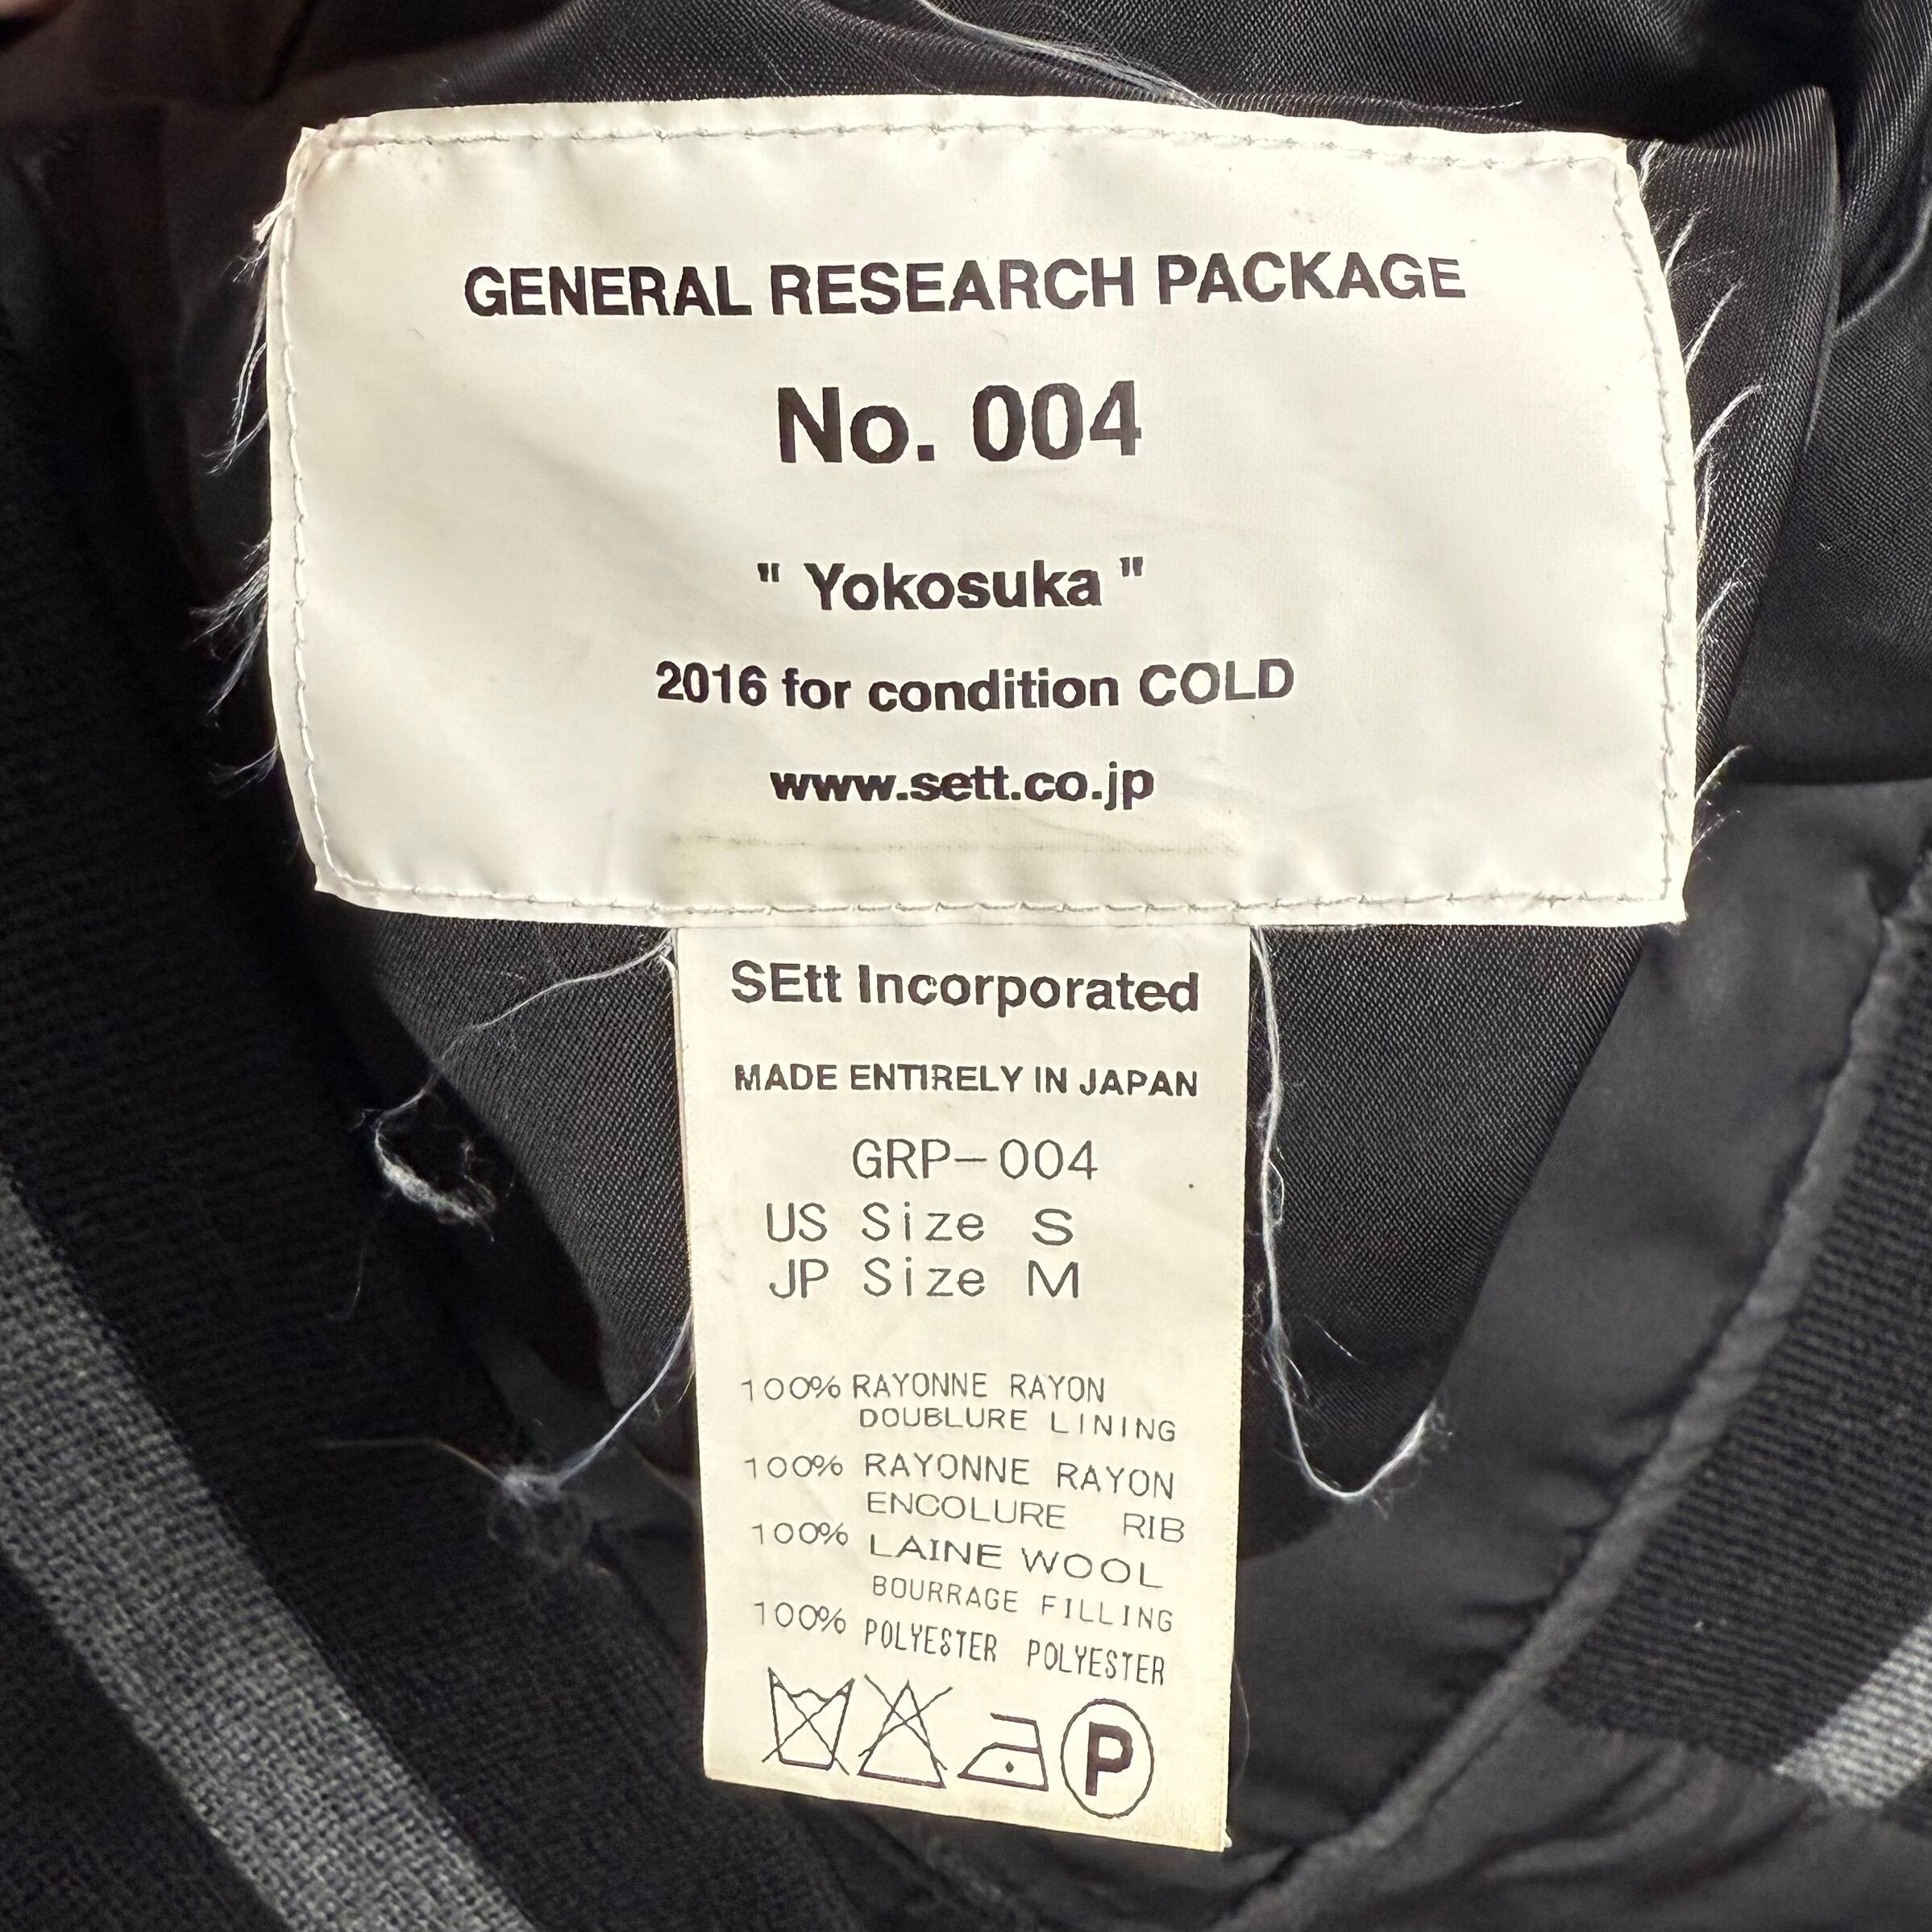 GENERAL RESEARCH PACKAGE
No. 004
" Yokosuka "
2016 for condition COLD
www.sett.co.jp
SEtt Incorporated
MADE ENTIRELY IN JAPAN
GRP-004
US Size S
JP Size M
100% RAYONNE RAYON
DOUBLURE LINING
100% RAYONNE RAYON
ENCOLURE RIB
100% LAINE WOOL
BOURRAGE FILLING
100% POLYESTER POLYESTER
P